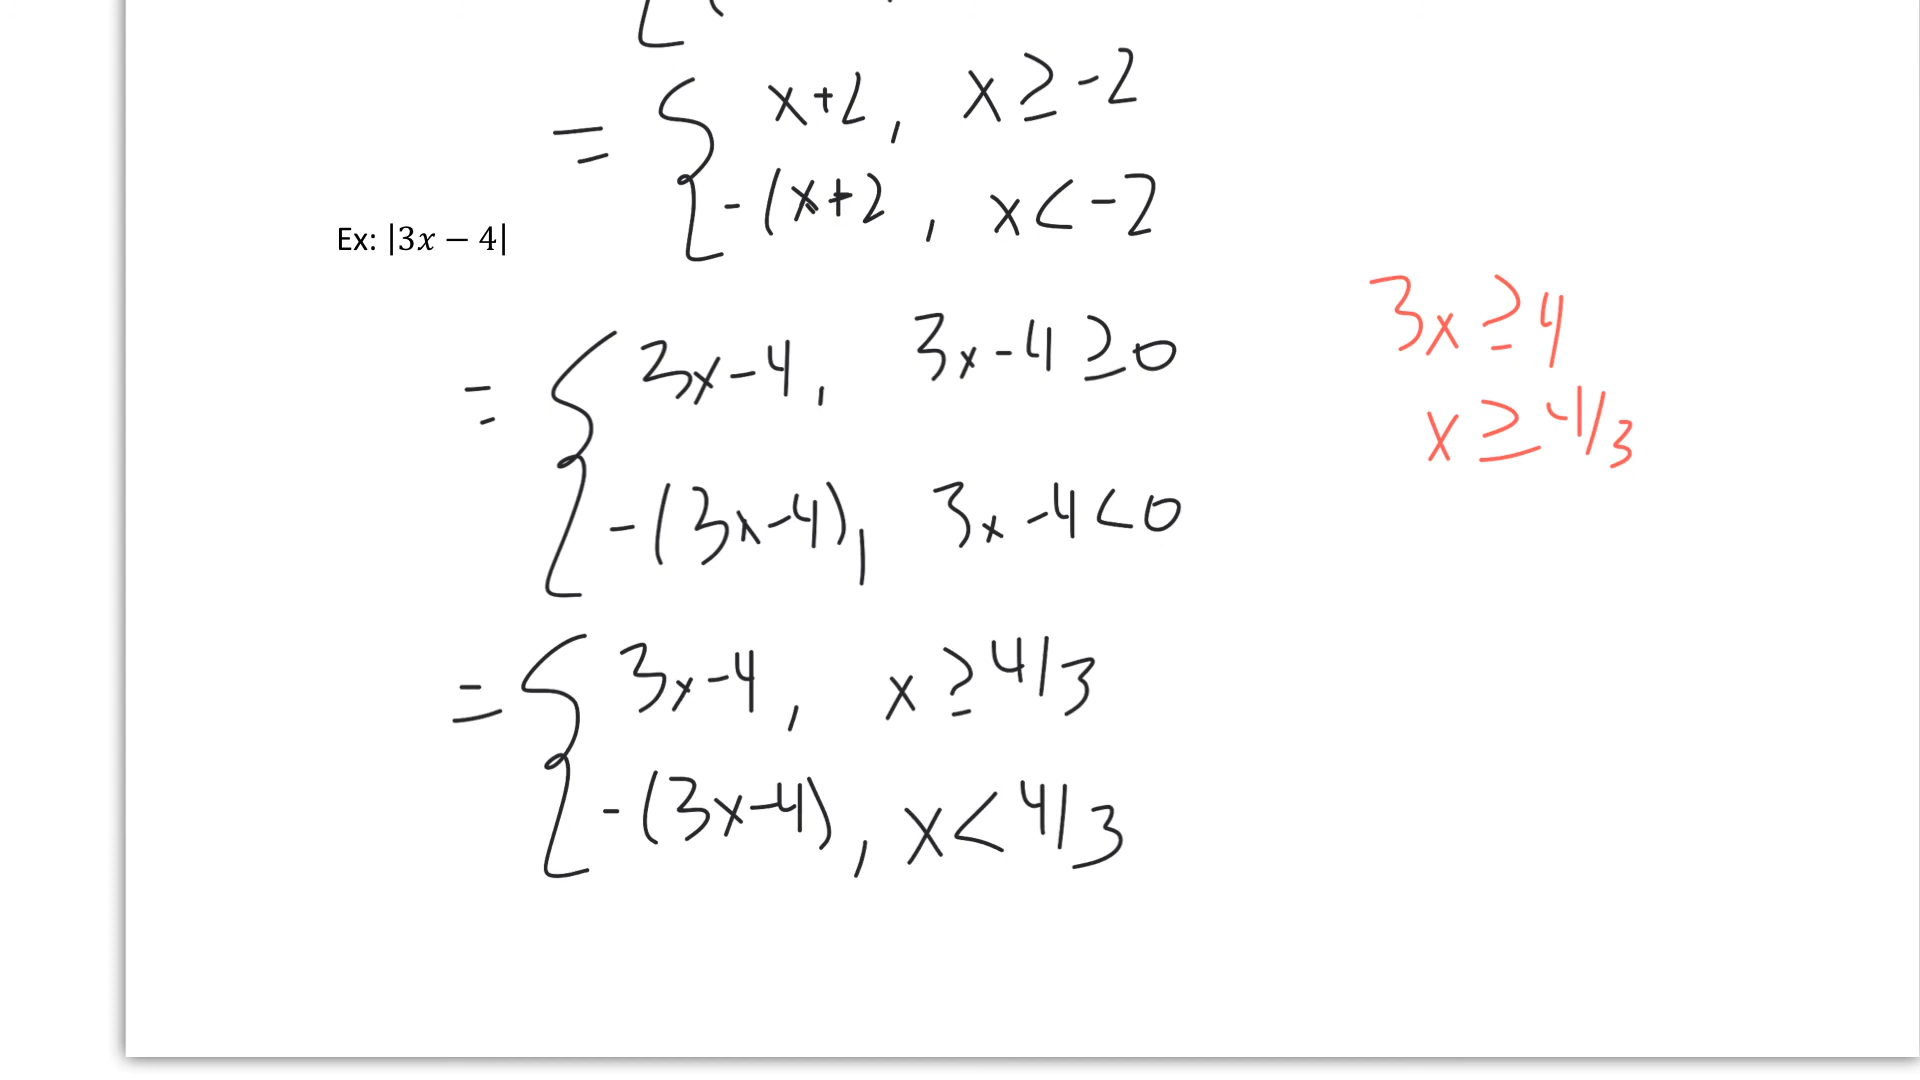 = { x+2, x ≥ -2
-(x+2, x < -2
Ex: |3x − 4|
= { 3x-4, 3x-4 ≥ 0
3x ≥ 4
x ≥ 4/3
-(3x-4), 3x-4 < 0
= { 3x-4, x ≥ 4/3
-(3x-4), x < 4/3